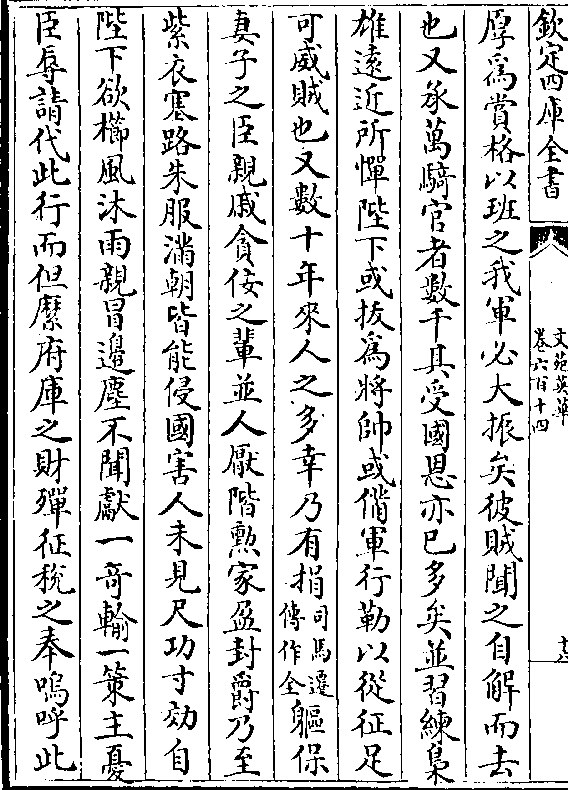 欽定四庫全書
文苑英華
卷六百十四
十三
厚為賞格以班之我軍必大振矣彼賊聞之自解而去
也又承萬騎官者數千具受國恩亦已多矣並習練梟
雄遠近所憚陛下或拔為將帥或偹軍行勒以從征足
可威賊也又數十年來人之多幸乃有捐司馬遷傳作全軀保
妻子之臣親戚貪佞之輩並人厭階勲家盈封爵乃至
紫衣塞路朱服滿朝皆能侵國害人未見尺功寸効自
陛下欲櫛風沐雨親冒邉塵不聞獻一竒輸一策主憂
臣辱請代此行而但縻府庫之財殫征稅之奉嗚呼此